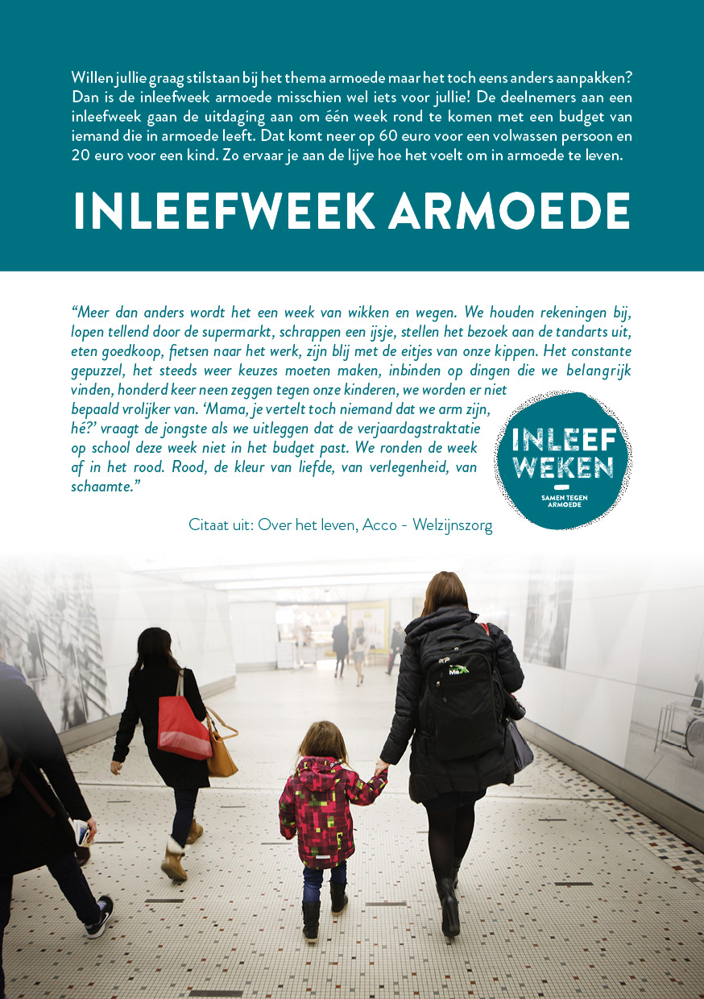 Willen jullie graag stilstaan bij het thema armoede maar het toch eens anders aanpakken?
Dan is de inleefweek armoede misschien wel iets voor jullie! De deelnemers aan een
inleefweek gaan de uitdaging aan om één week rond te komen met een budget van
iemand die in armoede leeft. Dat komt neer op 60 euro voor een volwassen persoon en
20 euro voor een kind. Zo ervaar je aan de lijve hoe het voelt om in armoede te leven.
INLEEFWEEK ARMOEDE
“Meer dan anders wordt het een week van wikken en wegen. We houden rekeningen bij,
lopen tellend door de supermarkt, schrappen een ijsje, stellen het bezoek aan de tandarts uit,
eten goedkoop, fietsen naar het werk, zijn blij met de eitjes van onze kippen. Het constante
gepuzzel, het steeds weer keuzes moeten maken, inbinden op dingen die we belangrijk
vinden, honderd keer neen zeggen tegen onze kinderen, we worden er niet
bepaald vrolijker van. ‘Mama, je vertelt toch niemand dat we arm zijn,
hé?’ vraagt de jongste als we uitleggen dat de verjaardagstraktatie
op school deze week niet in het budget past. We ronden de week
af in het rood. Rood, de kleur van liefde, van verlegenheid, van
schaamte.”
INLEEF
WEKEN
SAMEN TEGEN
ARMOEDE
Citaat uit: Over het leven, Acco - Welzijnszorg